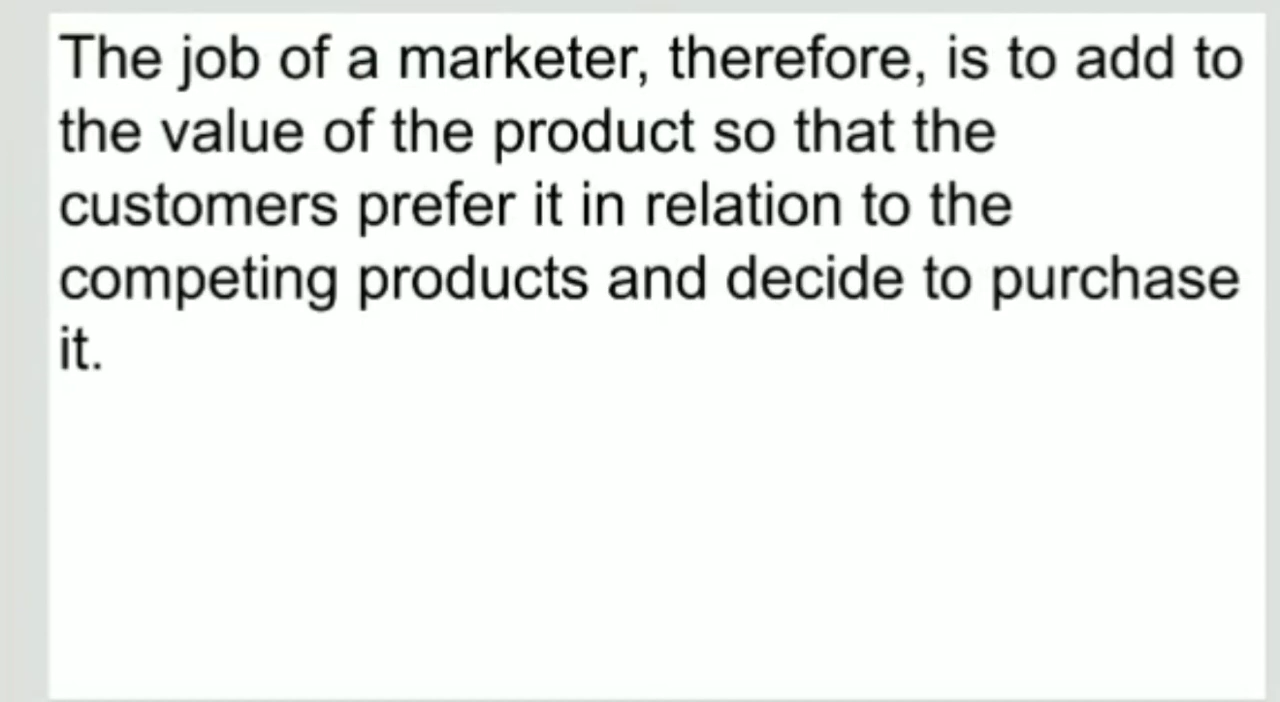 The job of a marketer, therefore, is to add to
the value of the product so that the
customers prefer it in relation to the
competing products and decide to purchase
it.